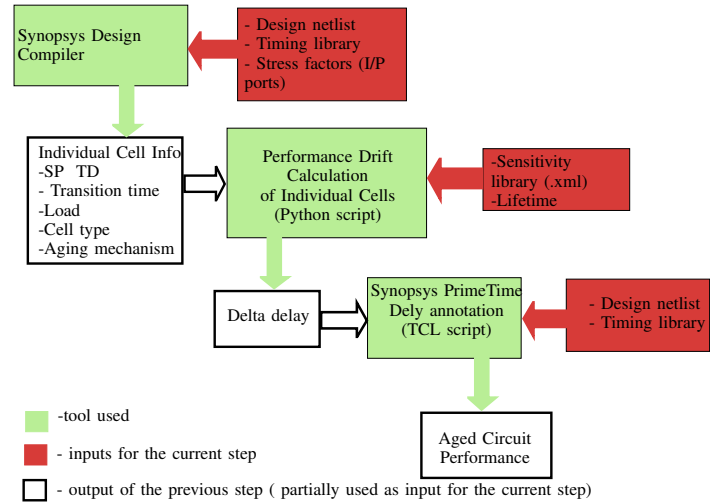 Synopsys Design
Compiler
- Design netlist
- Timing library
- Stress factors (I/P
ports)
Individual Cell Info
-SP TD
- Transition time
-Load
-Cell type
-Aging mechanism
Performance Drift
Calculation
of Individual Cells
(Python script)
-Sensitivity
library (.xml)
-Lifetime
Delta delay
Synopsys PrimeTime
Dely annotation
(TCL script)
- Design netlist
- Timing library
Aged Circuit
Performance
-tool used
- inputs for the current step
- output of the previous step ( partially used as input for the current step)